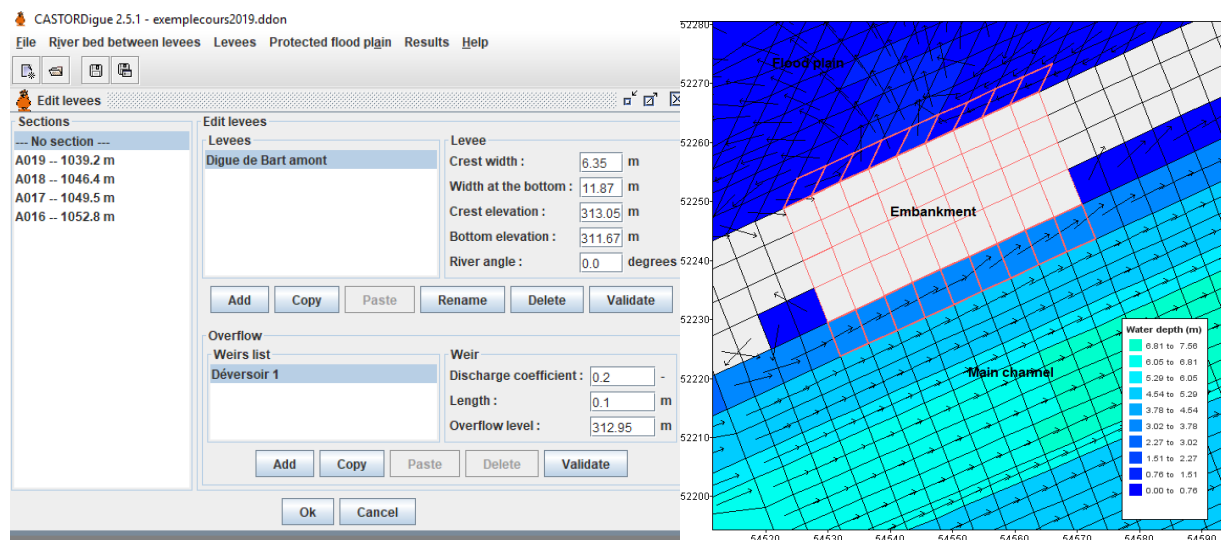 CASTORDigue 2.5.1 - exemplecours2019.ddon
File River bed between levees Levees Protected flood plain Results Help
Edit levees
Sections
--- No section ---
A019 -- 1039.2 m
A018 -- 1046.4 m
A017 -- 1049.5 m
A016 -- 1052.8 m
Edit levees
Levees
Digue de Bart amont
Levee
Crest width : 6.35 m
Width at the bottom : 11.87 m
Crest elevation : 313.05 m
Bottom elevation : 311.67 m
River angle : 0.0 degrees
Add Copy Paste Rename Delete Validate
Overflow
Weirs list
Déversoir 1
Weir
Discharge coefficient : 0.2 -
Length : 0.1 m
Overflow level : 312.95 m
Add Copy Paste Delete Validate
Ok Cancel
52280
52270
52260
52250
52240
52230
52220
52210
52200
Flood plain
Embankment
Main channel
Water depth (m)
6.81 to 7.56
6.05 to 6.81
5.29 to 6.05
4.54 to 5.29
3.78 to 4.54
3.02 to 3.78
2.27 to 3.02
1.51 to 2.27
0.76 to 1.51
0.00 to 0.76
54520 54530 54540 54550 54560 54570 54580 54590